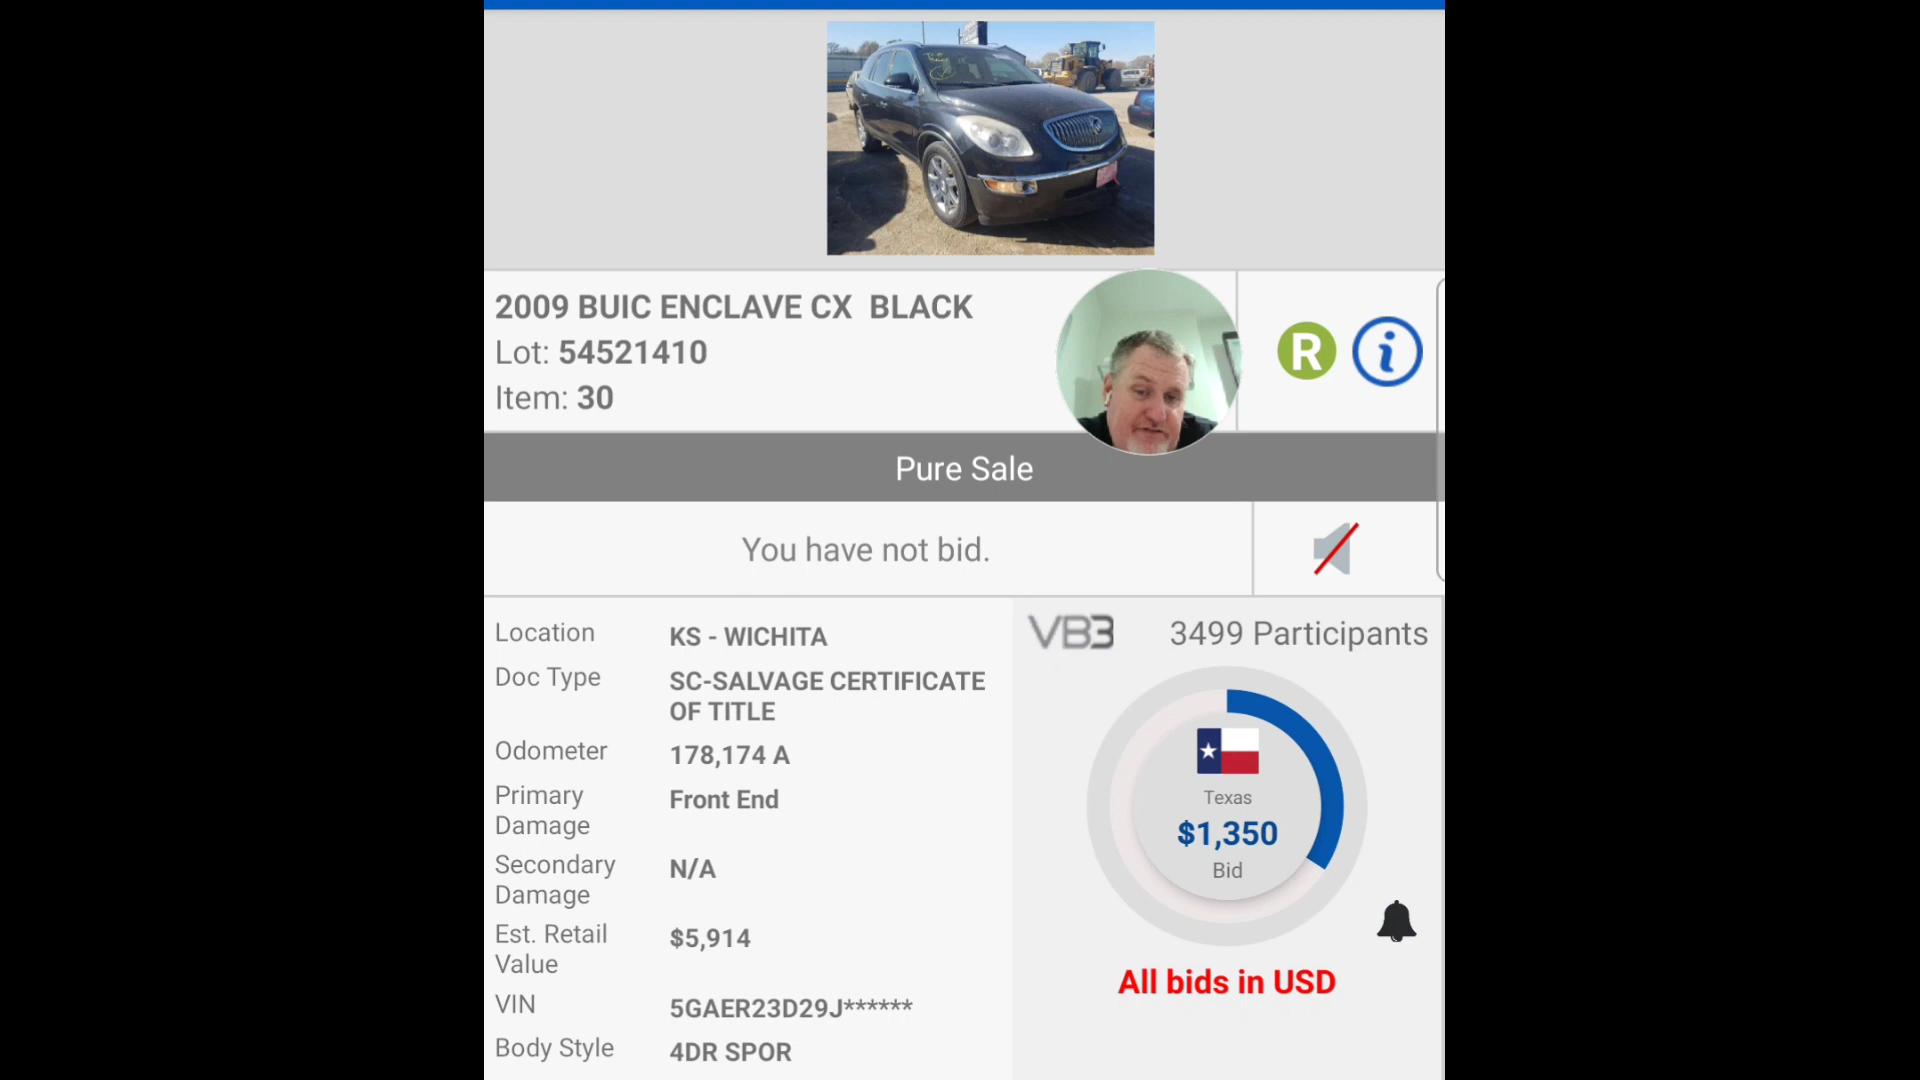 2009 BUIC ENCLAVE CX BLACK
Lot: 54521410
Item: 30
R
i
Pure Sale
You have not bid.
Location KS - WICHITA
Doc Type SC-SALVAGE CERTIFICATE
OF TITLE
Odometer 178,174 A
Primary
Damage
Front End
Secondary
Damage
N/A
Est. Retail
Value
$5,914
VIN 5GAER23D29J******
Body Style 4DR SPOR
VB3
3499 Participants
Texas
$1,350
Bid
All bids in USD